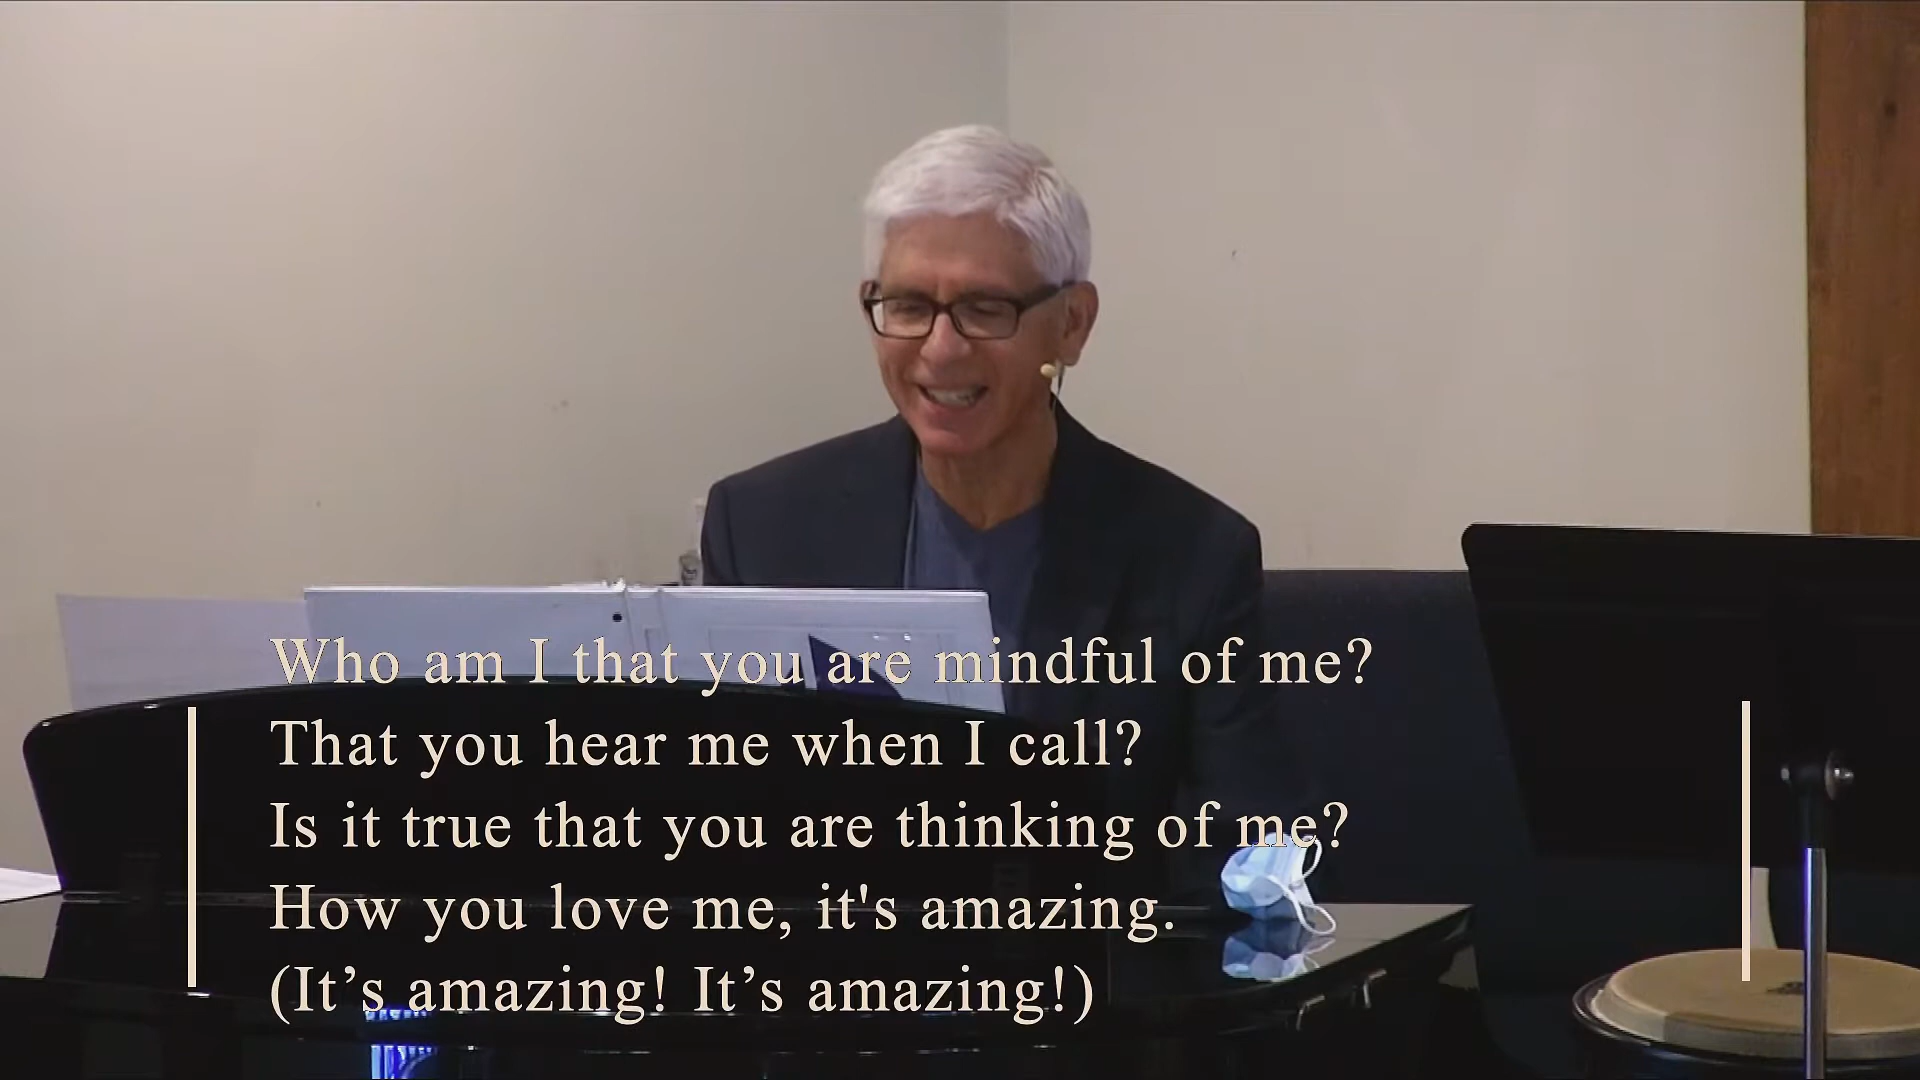 Who am I that you are mindful of me?
That you hear me when I call?
Is it true that you are thinking of me?
How you love me, it's amazing.
(It’s amazing! It’s amazing!)